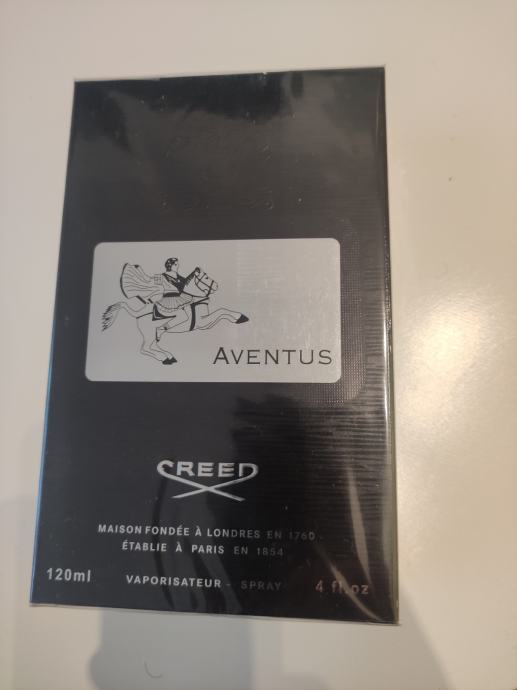 AVENTUS
CREED
MAISON FONDÉE À LONDRES EN 1760
ÉTABLIE À PARIS EN 1854
120ml VAPORISATEUR - SPRAY 4 fl.oz